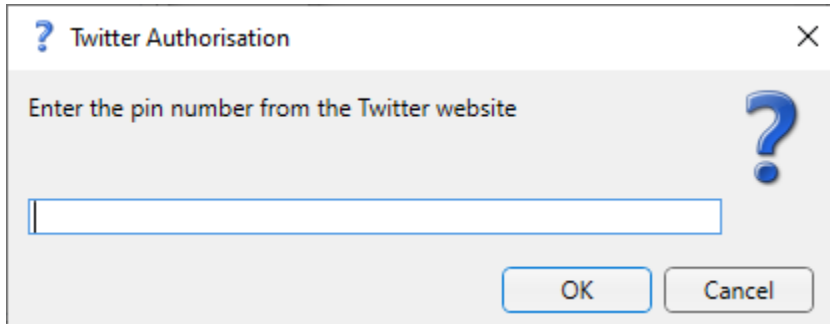 Twitter Authorisation
Enter the pin number from the Twitter website
OK Cancel